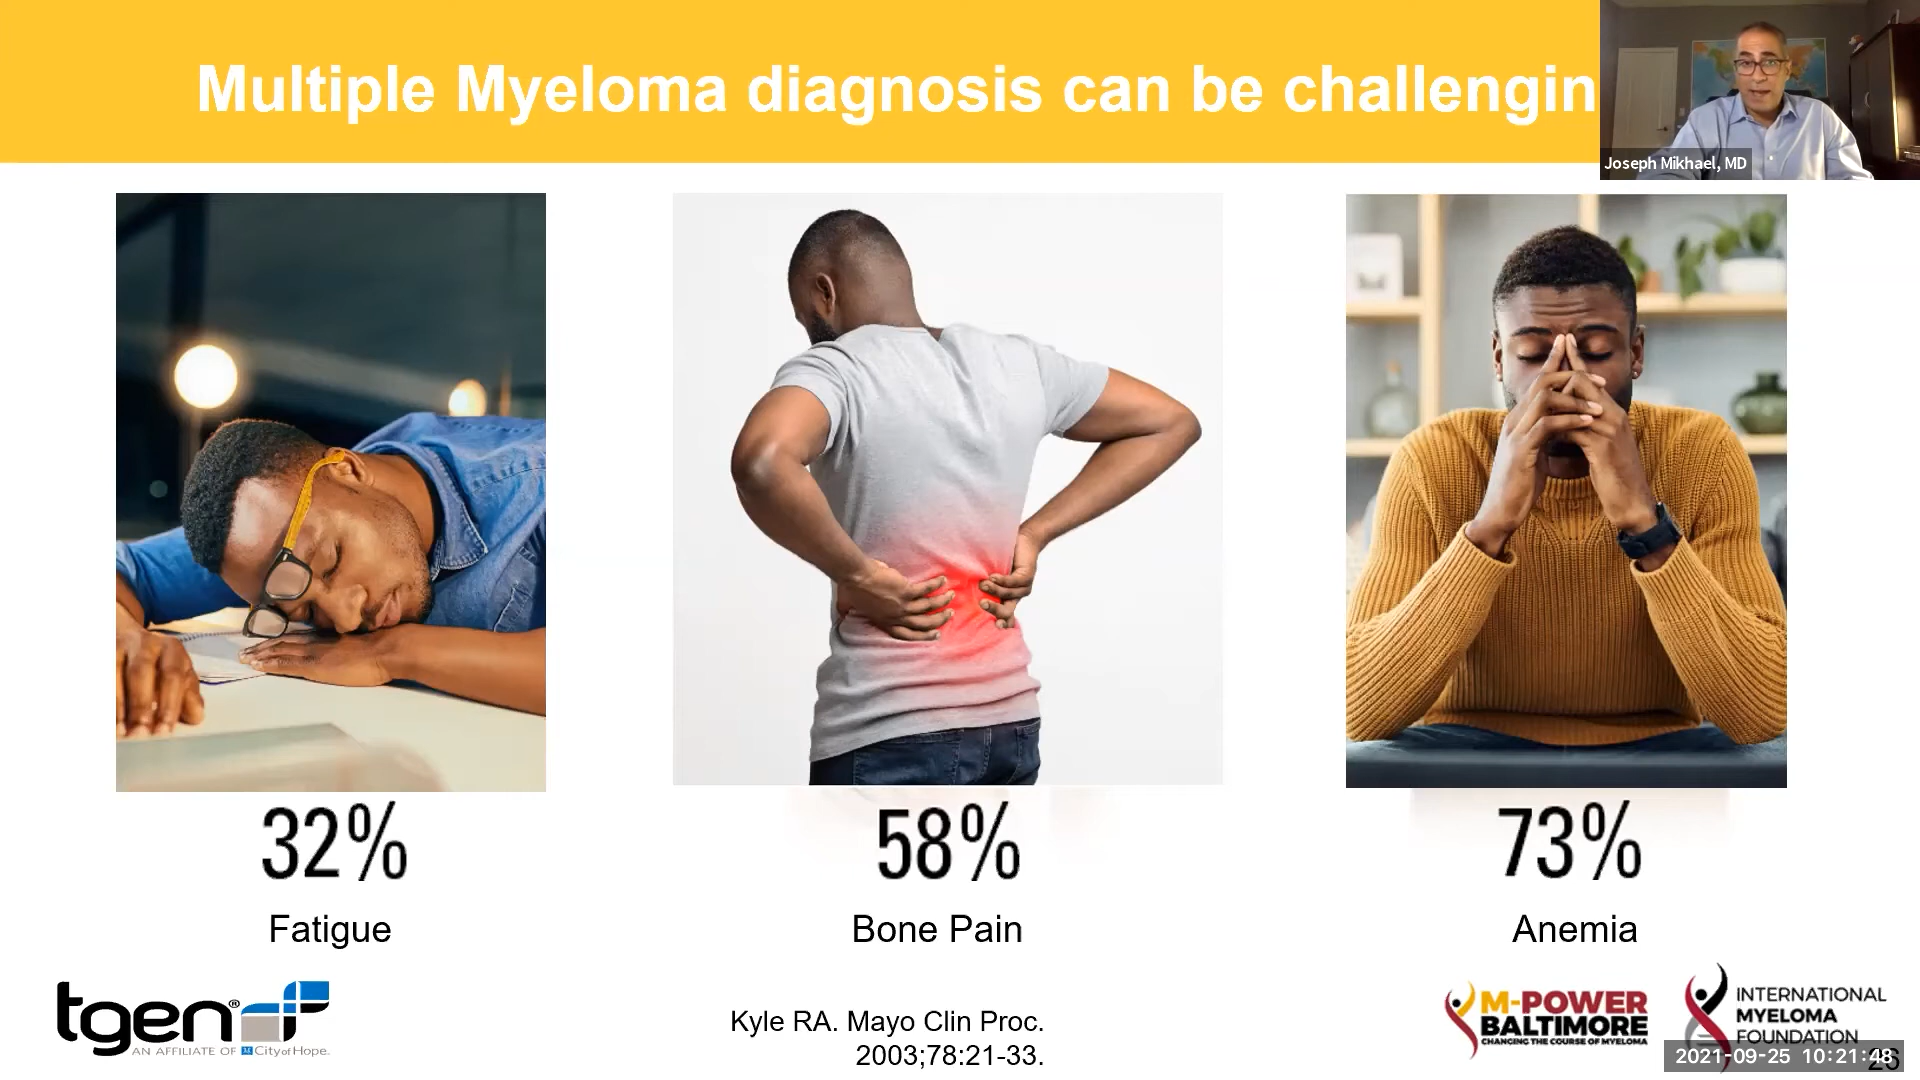 Multiple Myeloma diagnosis can be challengin
Joseph Mikhael, MD
32%
58%
73%
Fatigue
Bone Pain
Anemia
tgen®
AN AFFILIATE OF City of Hope.
Kyle RA. Mayo Clin Proc.
2003;78:21-33.
M-POWER
BALTIMORE
CHANGING THE COURSE OF MYELOMA
INTERNATIONAL
MYELOMA
FOUNDATION
2021-09-25 10:21:48
26